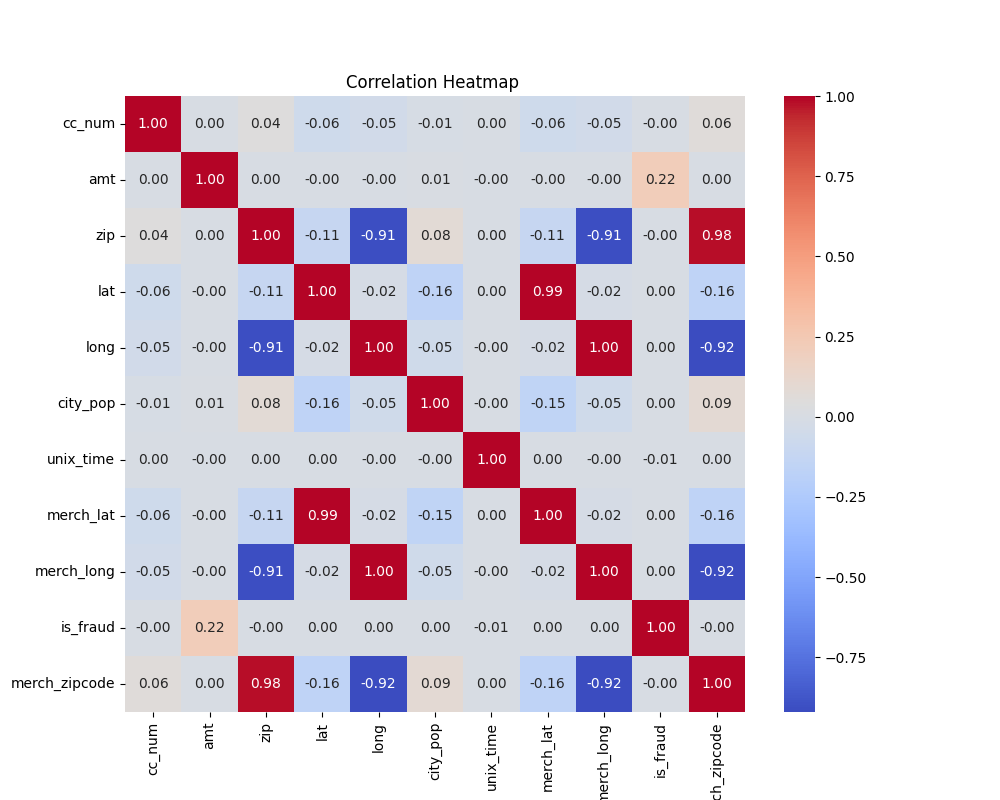 Correlation Heatmap
cc_num 1.00 0.00 0.04 -0.06 -0.05 -0.01 0.00 -0.06 -0.05 -0.00 0.06
amt 0.00 1.00 0.00 -0.00 -0.00 0.01 -0.00 -0.00 -0.00 0.22 0.00
zip 0.04 0.00 1.00 -0.11 -0.91 0.08 0.00 -0.11 -0.91 -0.00 0.98
lat -0.06 -0.00 -0.11 1.00 -0.02 -0.16 0.00 0.99 -0.02 0.00 -0.16
long -0.05 -0.00 -0.91 -0.02 1.00 -0.05 -0.00 -0.02 1.00 0.00 -0.92
city_pop -0.01 0.01 0.08 -0.16 -0.05 1.00 -0.00 -0.15 -0.05 0.00 0.09
unix_time 0.00 -0.00 0.00 0.00 -0.00 -0.00 1.00 0.00 -0.00 -0.01 0.00
merch_lat -0.06 -0.00 -0.11 0.99 -0.02 -0.15 0.00 1.00 -0.02 0.00 -0.16
merch_long -0.05 -0.00 -0.91 -0.02 1.00 -0.05 -0.00 -0.02 1.00 0.00 -0.92
is_fraud -0.00 0.22 -0.00 0.00 0.00 0.00 -0.01 0.00 0.00 1.00 -0.00
merch_zipcode 0.06 0.00 0.98 -0.16 -0.92 0.09 0.00 -0.16 -0.92 -0.00 1.00
cc_num amt zip lat long city_pop unix_time merch_lat merch_long is_fraud ch_zipcode
1.00
0.75
0.50
0.25
0.00
−0.25
−0.50
−0.75